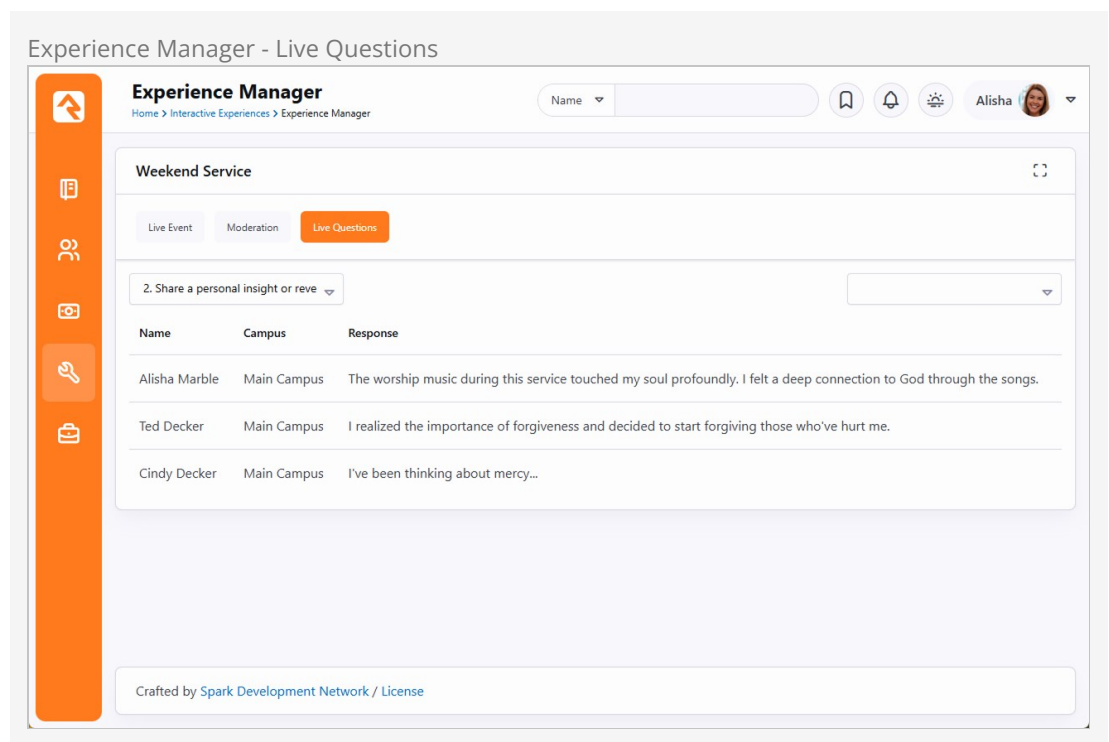 Experience Manager - Live Questions
Experience Manager
Home > Interactive Experiences > Experience Manager
Name
Alisha
Weekend Service
Live Event
Moderation
Live Questions
2. Share a personal insight or reve
Name Campus Response
Alisha Marble Main Campus The worship music during this service touched my soul profoundly. I felt a deep connection to God through the songs.
Ted Decker Main Campus I realized the importance of forgiveness and decided to start forgiving those who've hurt me.
Cindy Decker Main Campus I've been thinking about mercy...
Crafted by Spark Development Network / License